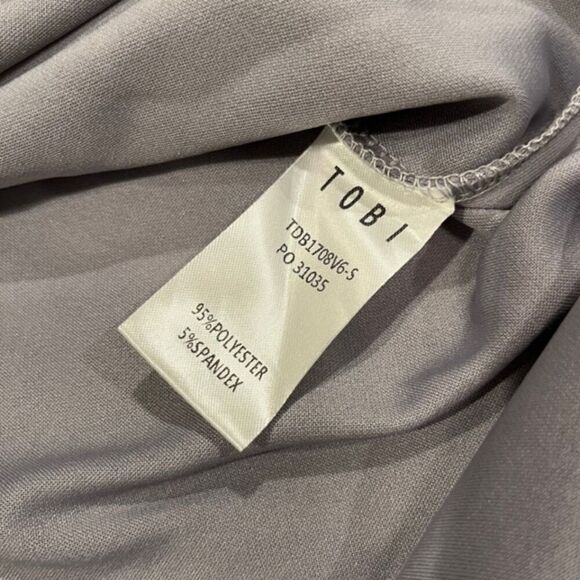 TOBI
TDB1708V6-S
PO 31035
95%POLYESTER
5%SPANDEX